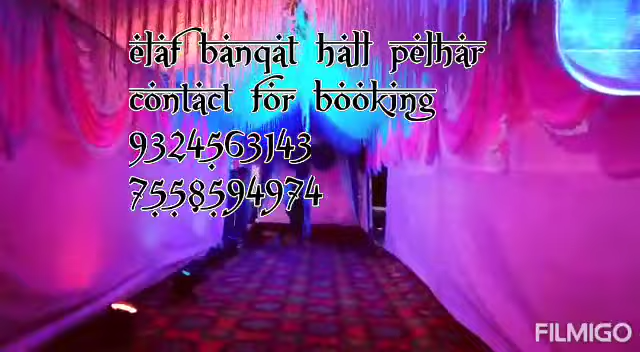 elaf banqat hall pelhar
contact for booking
9324563143
7558594974
FILMIGO